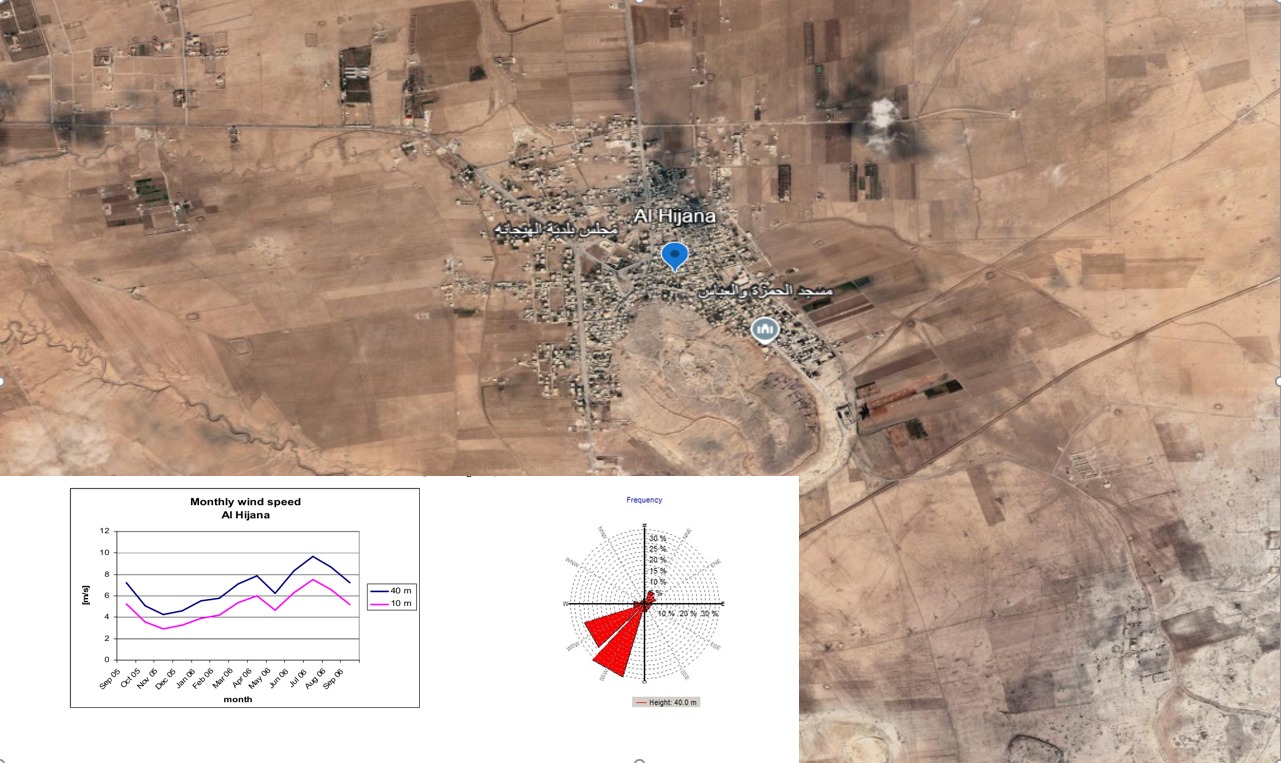 Al Hijana
مجلس بلدية الهيجانه
مسجد الحمزة والعباس
Monthly wind speed
Al Hijana
12
10
8
6
4
2
0
[m/s]
40 m
10 m
Sep 05
Oct 05
Nov 05
Dec 05
Jan 06
Feb 06
Mar 06
Apr 06
May 06
Jun 06
Jul 06
Aug 06
Sep 06
month
Frequency
N
NNE
ENE
E
ESE
SSE
S
SSW
WSW
W
WNW
NNW
30 %
25 %
20 %
15 %
10 %
5%
10 % 20 % 30 %
Height: 40.0 m